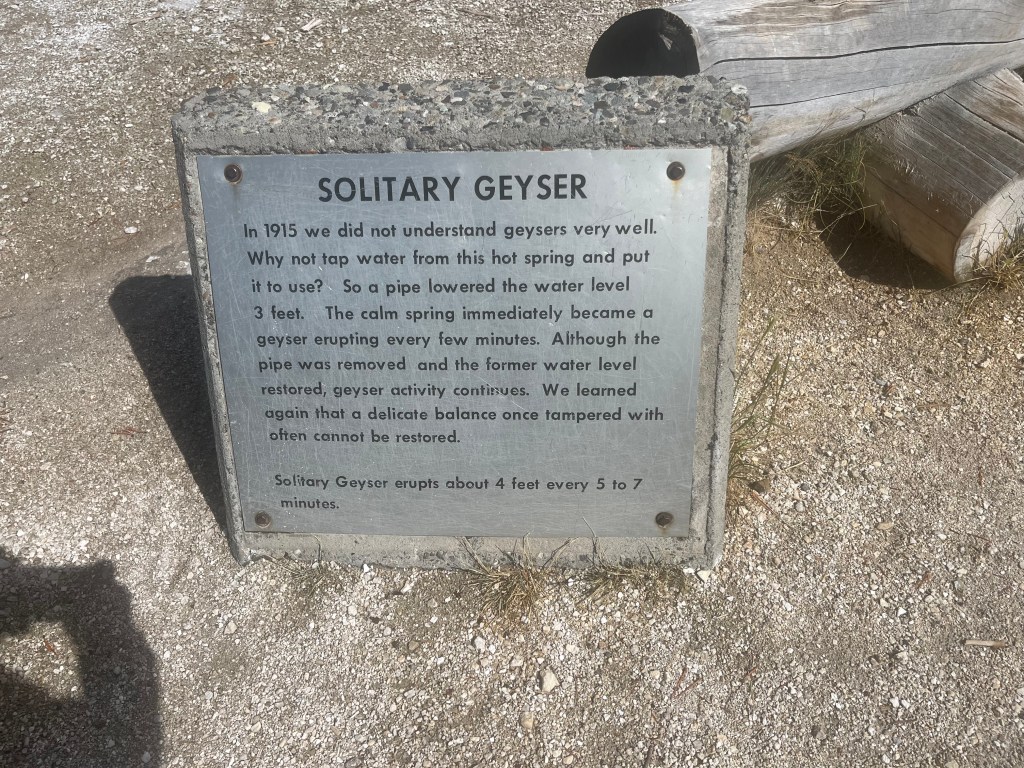 SOLITARY GEYSER
In 1915 we did not understand geysers very well.
Why not tap water from this hot spring and put
it to use? So a pipe lowered the water level
3 feet. The calm spring immediately became a
geyser erupting every few minutes. Although the
pipe was removed and the former water level
restored, geyser activity continues. We learned
again that a delicate balance once tampered with
often cannot be restored.
Solitary Geyser erupts about 4 feet every 5 to 7
minutes.